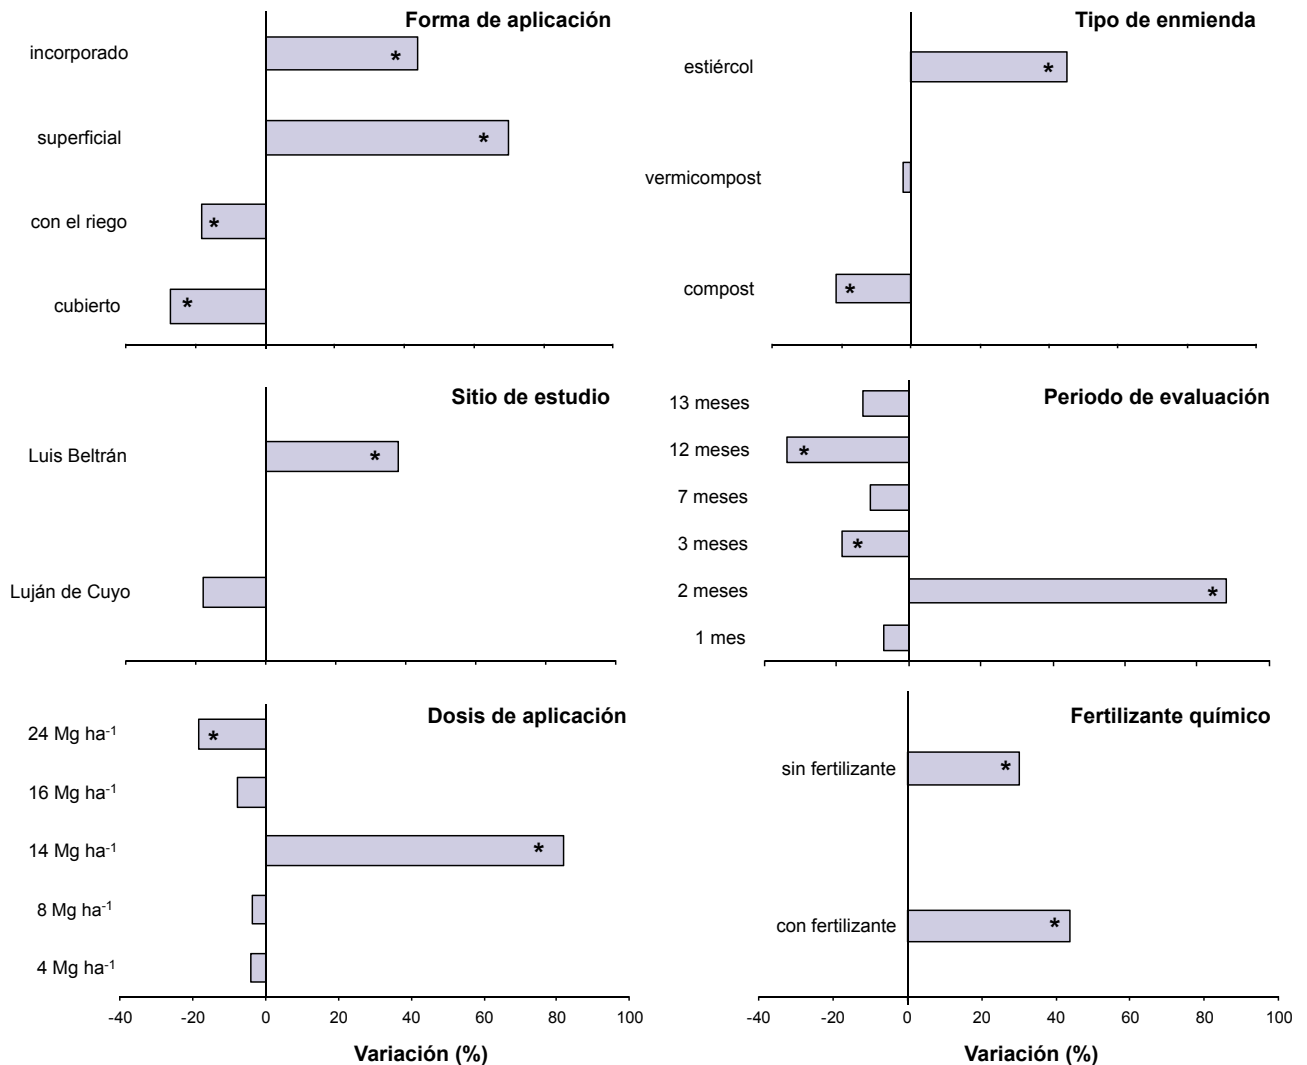 Forma de aplicación
incorporado
*
superficial
*
con el riego
*
cubierto
*
Tipo de enmienda
estiércol
*
vermicompost
compost
*
Sitio de estudio
Luis Beltrán
*
Luján de Cuyo
Periodo de evaluación
13 meses
12 meses
*
7 meses
3 meses
*
2 meses
*
1 mes
Dosis de aplicación
24 Mg ha⁻¹
*
16 Mg ha⁻¹
14 Mg ha⁻¹
*
8 Mg ha⁻¹
4 Mg ha⁻¹
-40 -20 0 20 40 60 80 100
Variación (%)
Fertilizante químico
sin fertilizante
*
con fertilizante
*
-40 -20 0 20 40 60 80 100
Variación (%)